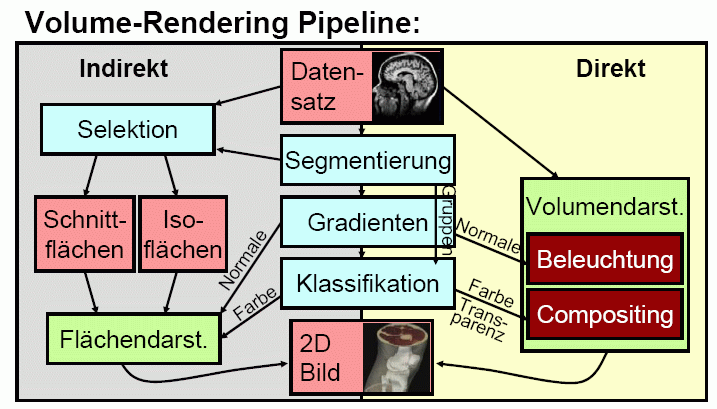 Volume-Rendering Pipeline:
Indirekt
Daten-
satz
Direkt
Selektion
Segmentierung
Gruppen
Schnitt-
flächen
Iso-
flächen
Gradienten
Volumendarst.
Normale
Normale
Beleuchtung
Klassifikation
Farbe
Farbe
Trans-
parenz
Compositing
Flächendarst.
2D
Bild